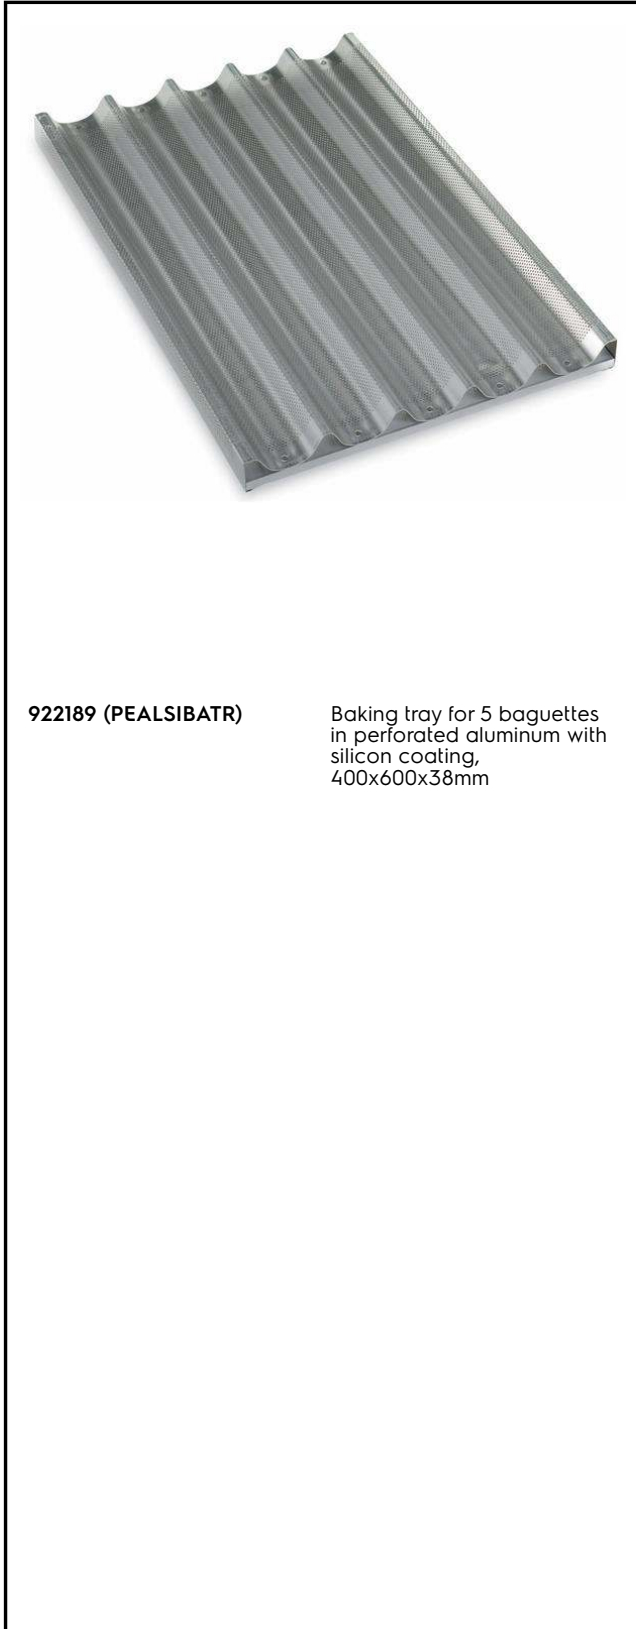 922189 (PEALSIBATR)
Baking tray for 5 baguettes
in perforated aluminum with
silicon coating,
400x600x38mm